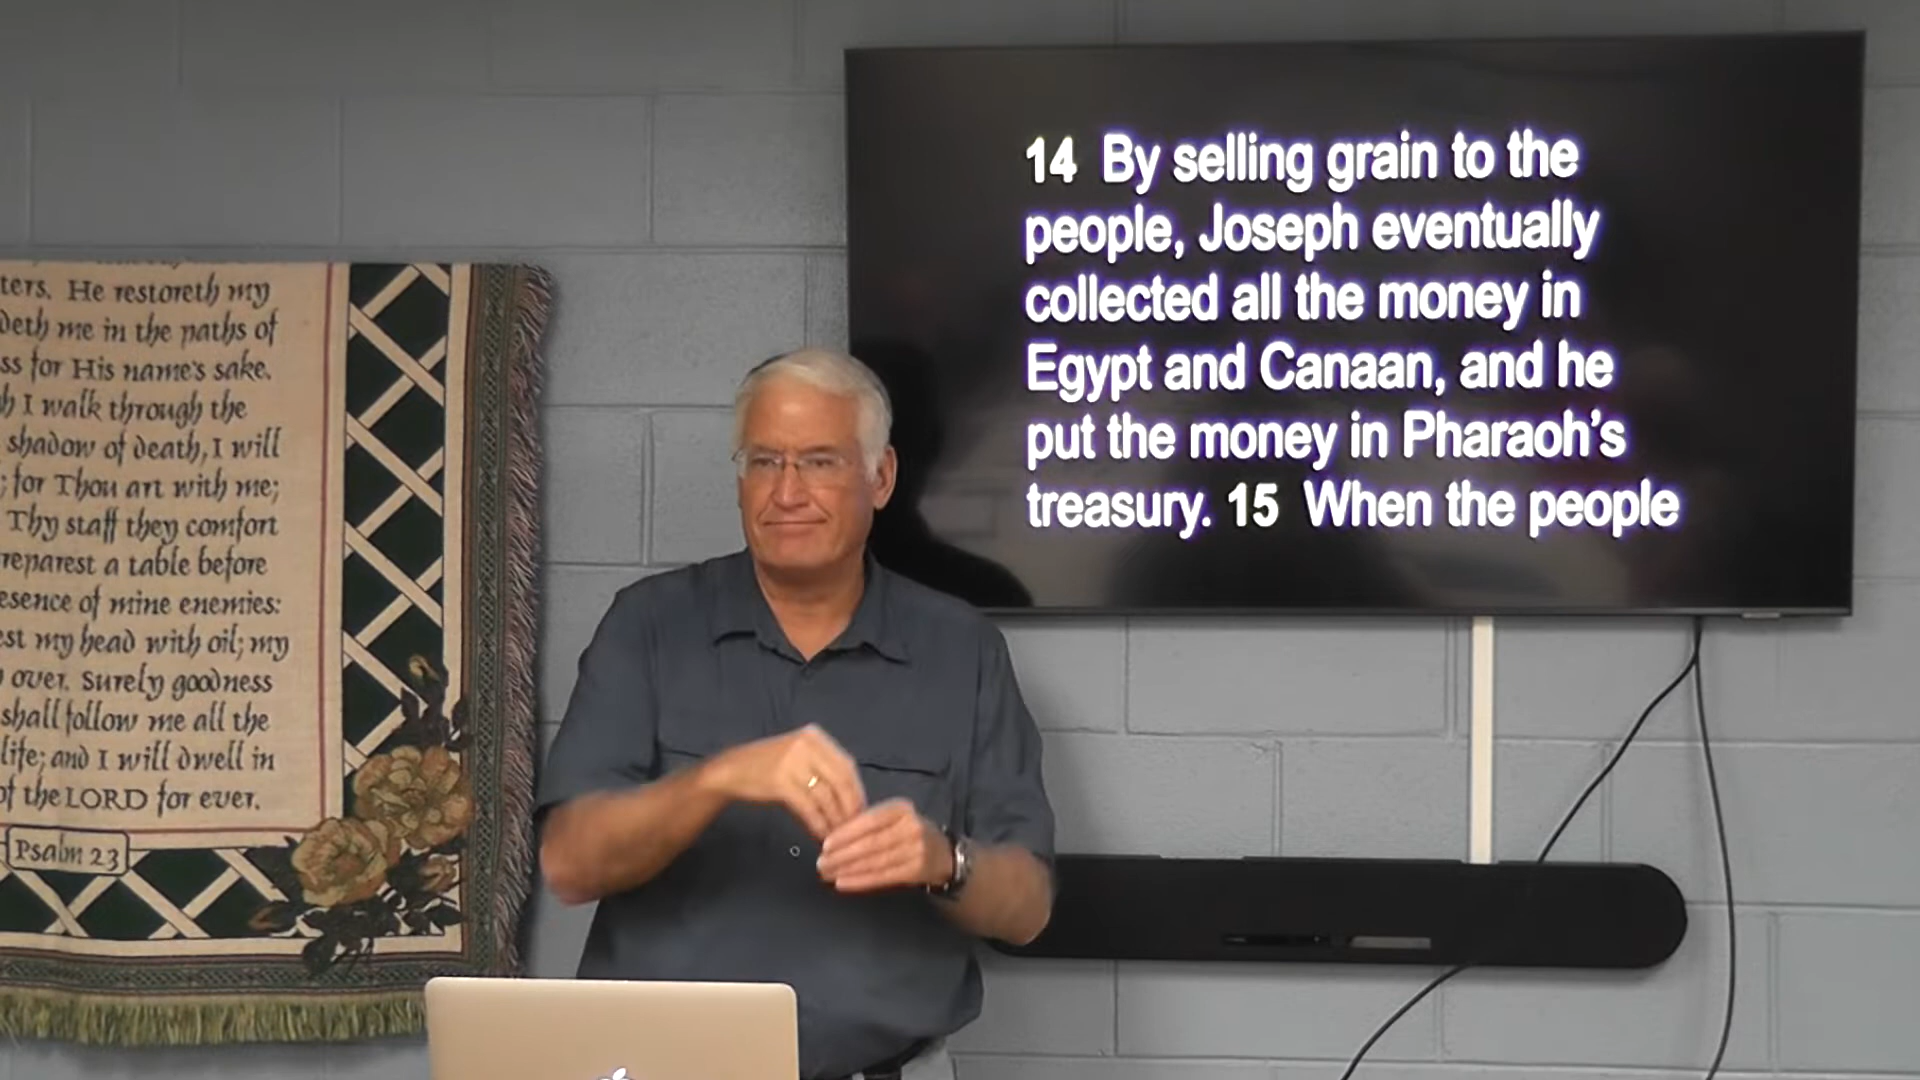 ters. He restoreth my
deth me in the paths of
ss for His name's sake.
h I walk through the
shadow of death, I will
; for Thou art with me;
Thy staff they comfort
reparest a table before
esence of mine enemies:
est my head with oil; my
over. Surely goodness
shall follow me all the
life; and I will dwell in
of the LORD for ever.
Psalm 23
14 By selling grain to the
people, Joseph eventually
collected all the money in
Egypt and Canaan, and he
put the money in Pharaoh’s
treasury. 15 When the people